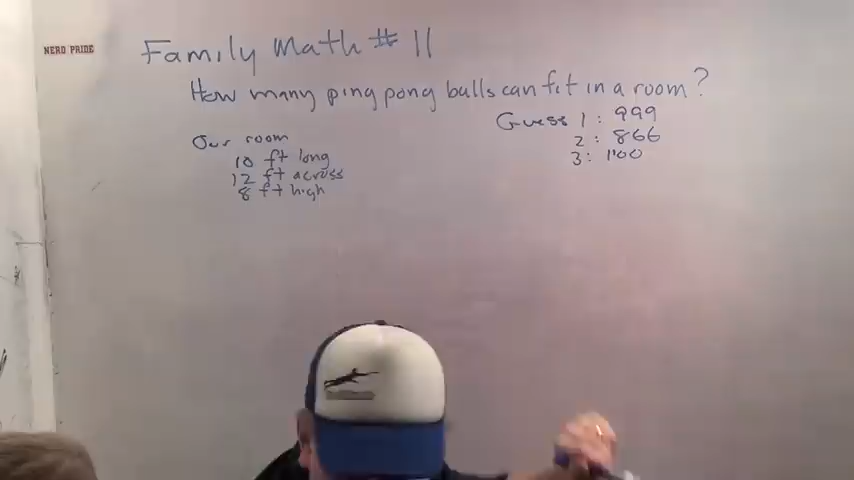 NERD PRIDE
Family Math # 11
How many ping pong balls can fit in a room?
Guess 1: 999
2: 866
3: 1100
Our room
10 ft long
12 ft across
8 ft high